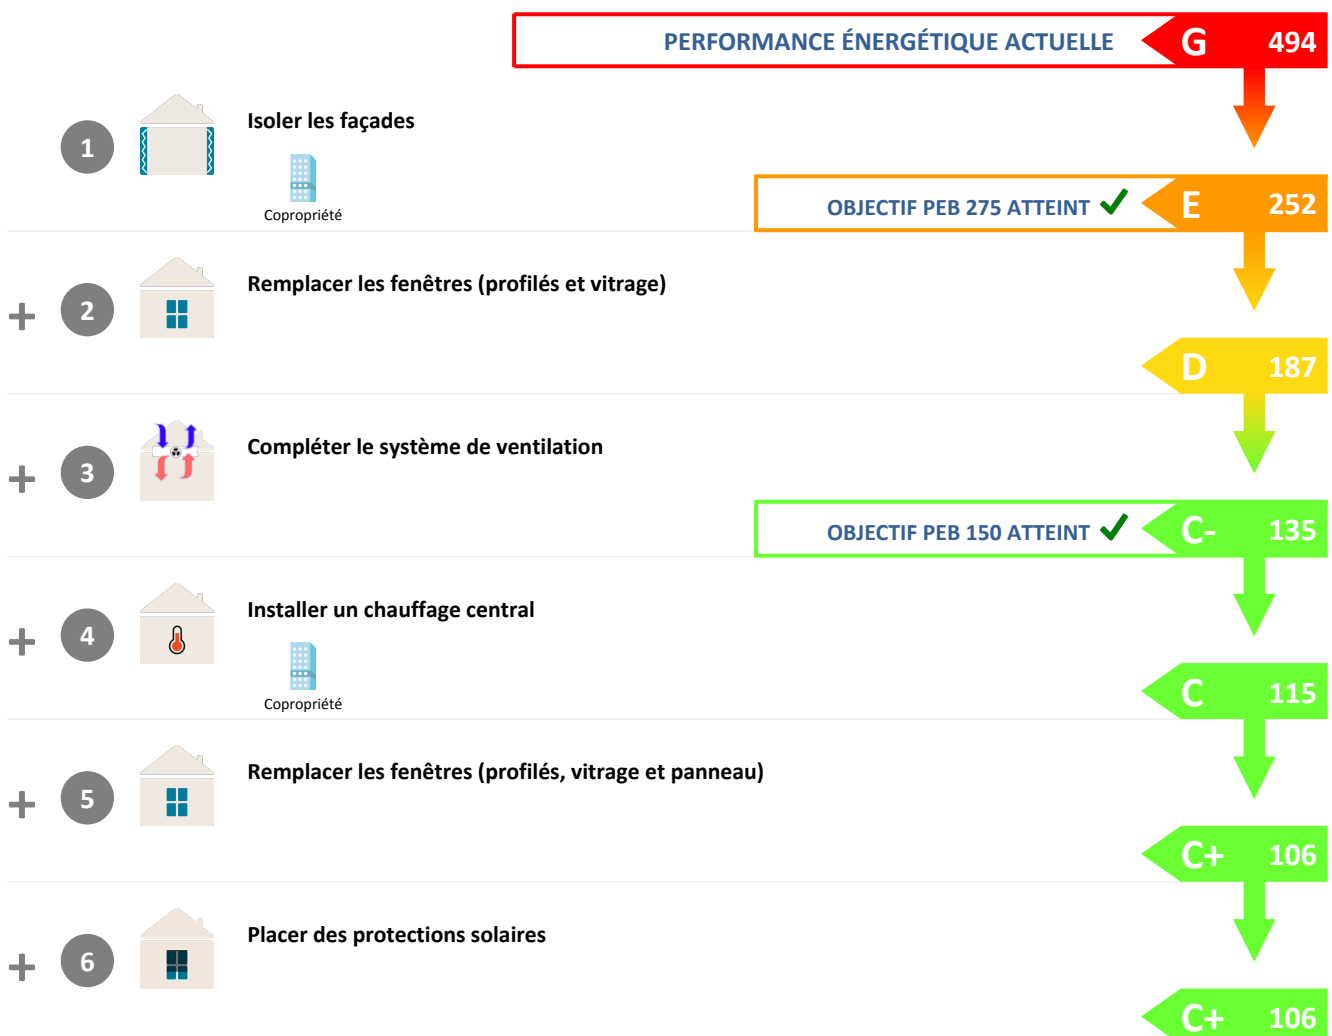 PERFORMANCE ÉNERGÉTIQUE ACTUELLE G 494
1 Isoler les façades
Copropriété
OBJECTIF PEB 275 ATTEINT E 252
+ 2 Remplacer les fenêtres (profilés et vitrage)
D 187
+ 3 Compléter le système de ventilation
OBJECTIF PEB 150 ATTEINT C- 135
+ 4 Installer un chauffage central
Copropriété
C 115
+ 5 Remplacer les fenêtres (profilés, vitrage et panneau)
C+ 106
+ 6 Placer des protections solaires
C+ 106